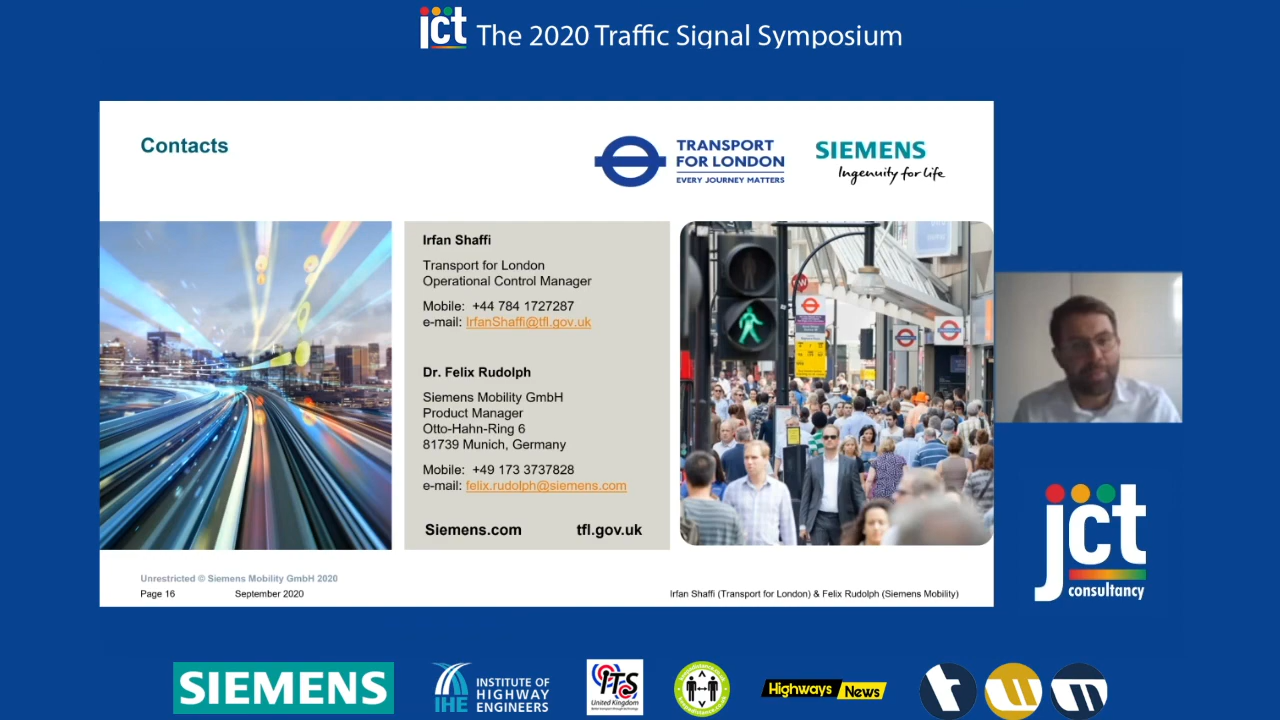 jct The 2020 Traffic Signal Symposium
Contacts
TRANSPORT
FOR LONDON
EVERY JOURNEY MATTERS
SIEMENS
Ingenuity for life
Irfan Shaffi
Transport for London
Operational Control Manager
Mobile: +44 784 1727287
e-mail: IrfanShaffi@tfl.gov.uk
Dr. Felix Rudolph
Siemens Mobility GmbH
Product Manager
Otto-Hahn-Ring 6
81739 Munich, Germany
Mobile: +49 173 3737828
e-mail: felix.rudolph@siemens.com
Siemens.com tfl.gov.uk
Unrestricted © Siemens Mobility GmbH 2020
Page 16 September 2020
Irfan Shaffi (Transport for London) & Felix Rudolph (Siemens Mobility)
jct
consultancy
SIEMENS
IHE
INSTITUTE OF
HIGHWAY
ENGINEERS
ITS
United Kingdom
Highways News